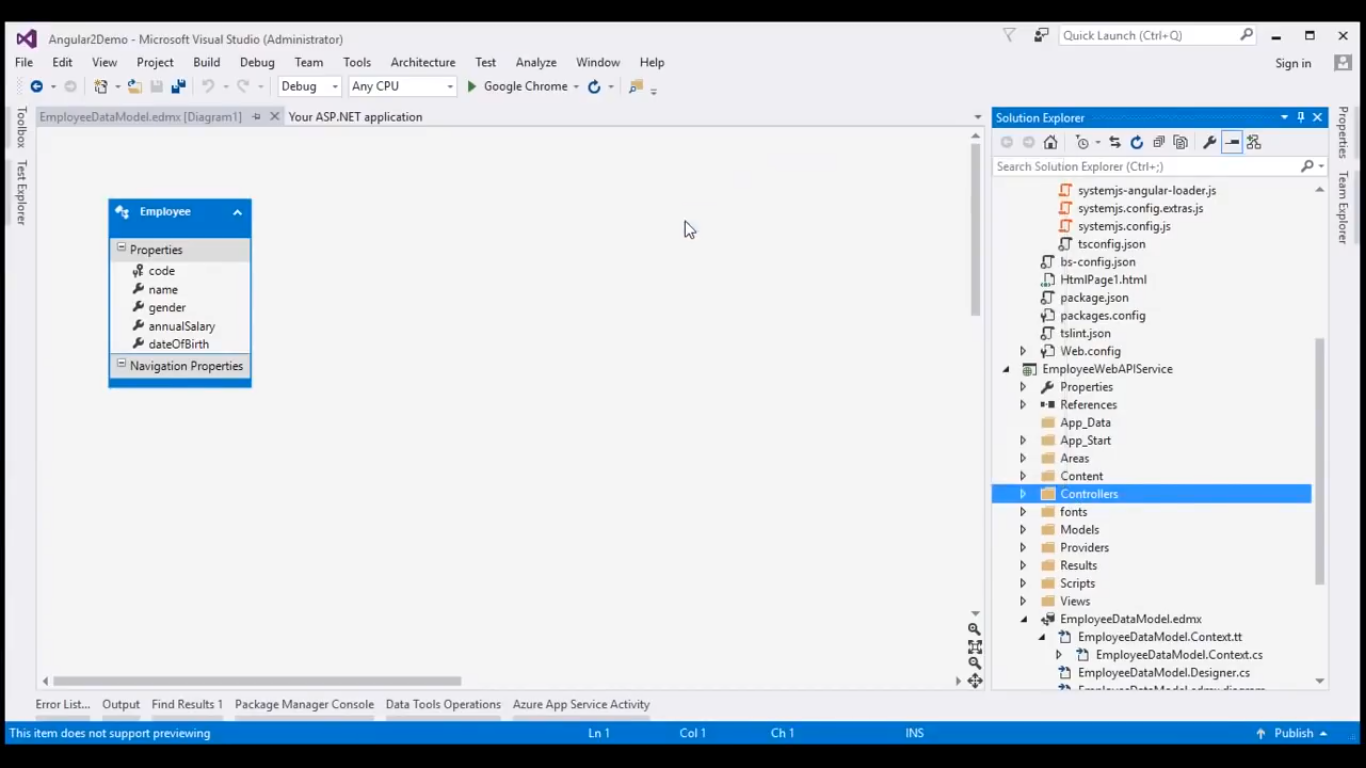 Angular2Demo - Microsoft Visual Studio (Administrator)
Quick Launch (Ctrl+Q)
File Edit View Project Build Debug Team Tools Architecture Test Analyze Window Help
Sign in
Debug Any CPU Google Chrome
Toolbox
Test Explorer
EmployeeDataModel.edmx [Diagram1]
Your ASP.NET application
Employee
Properties
code
name
gender
annualSalary
dateOfBirth
Navigation Properties
Solution Explorer
Search Solution Explorer (Ctrl+;)
systemjs-angular-loader.js
systemjs.config.extras.js
systemjs.config.js
tsconfig.json
bs-config.json
HtmlPage1.html
package.json
packages.config
tslint.json
Web.config
EmployeeWebAPIService
Properties
References
App_Data
App_Start
Areas
Content
Controllers
fonts
Models
Providers
Results
Scripts
Views
EmployeeDataModel.edmx
EmployeeDataModel.Context.tt
EmployeeDataModel.Context.cs
EmployeeDataModel.Designer.cs
EmployeeDataModel.edmx.diagram
Properties
Team Explorer
Error List... Output Find Results 1 Package Manager Console Data Tools Operations Azure App Service Activity
This item does not support previewing Ln 1 Col 1 Ch 1 INS Publish